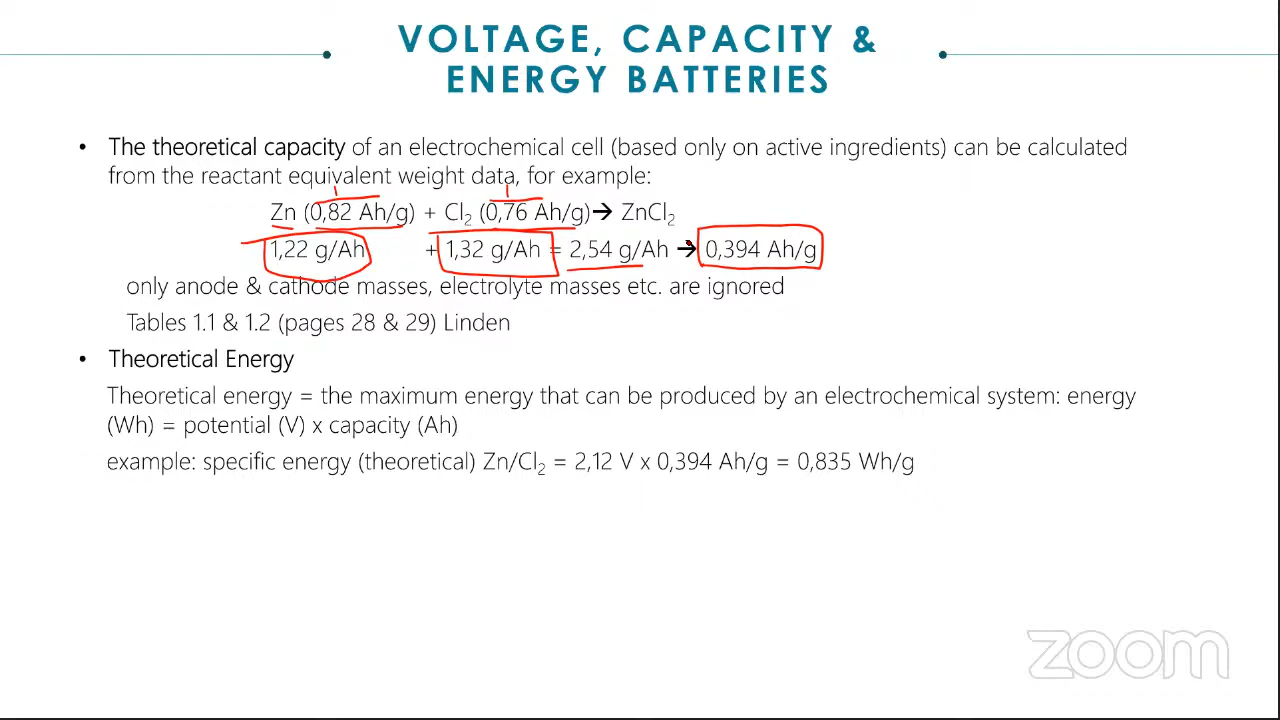 VOLTAGE, CAPACITY &
ENERGY BATTERIES
• The theoretical capacity of an electrochemical cell (based only on active ingredients) can be calculated
from the reactant equivalent weight data, for example:
Zn (0,82 Ah/g) + Cl₂ (0,76 Ah/g)→ ZnCl₂
1,22 g/Ah + 1,32 g/Ah = 2,54 g/Ah → 0,394 Ah/g
only anode & cathode masses, electrolyte masses etc. are ignored
Tables 1.1 & 1.2 (pages 28 & 29) Linden
• Theoretical Energy
Theoretical energy = the maximum energy that can be produced by an electrochemical system: energy
(Wh) = potential (V) x capacity (Ah)
example: specific energy (theoretical) Zn/Cl₂ = 2,12 V x 0,394 Ah/g = 0,835 Wh/g
zoom